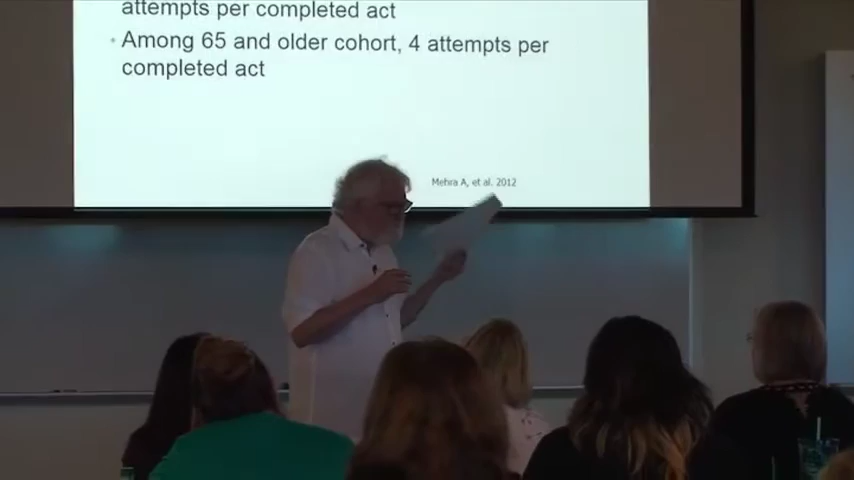 attempts per completed act
• Among 65 and older cohort, 4 attempts per
completed act
Mehra A, et al. 2012